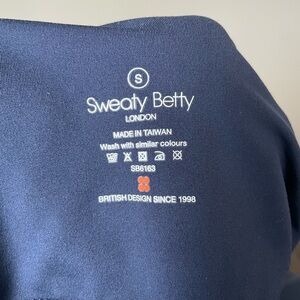 S
Sweaty Betty
LONDON
MADE IN TAIWAN
Wash with similar colours
SB6163
BRITISH DESIGN SINCE 1998